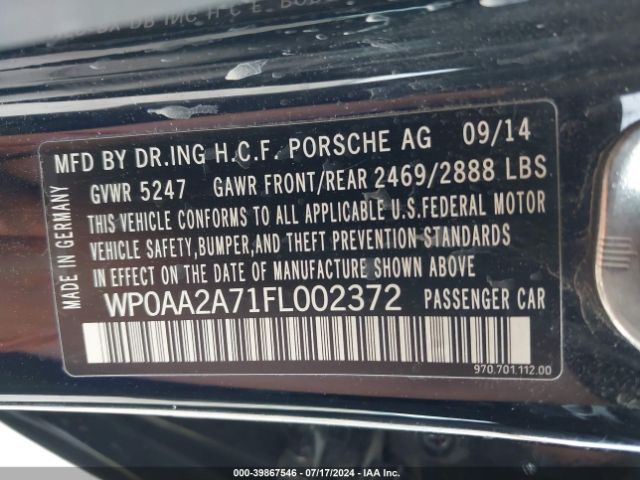 MFD BY DR.ING H.C.F. PORSCHE AG 09/14
GVWR 5247 GAWR FRONT/REAR 2469/2888 LBS
THIS VEHICLE CONFORMS TO ALL APPLICABLE U.S.FEDERAL MOTOR
VEHICLE SAFETY,BUMPER,AND THEFT PREVENTION STANDARDS
IN EFFECT ON THE DATE OF MANUFACTURE SHOWN ABOVE
WP0AA2A71FL002372 PASSENGER CAR
MADE IN GERMANY
970.701.112.00
000-39867546 / 07/17/2024 - IAA Inc.